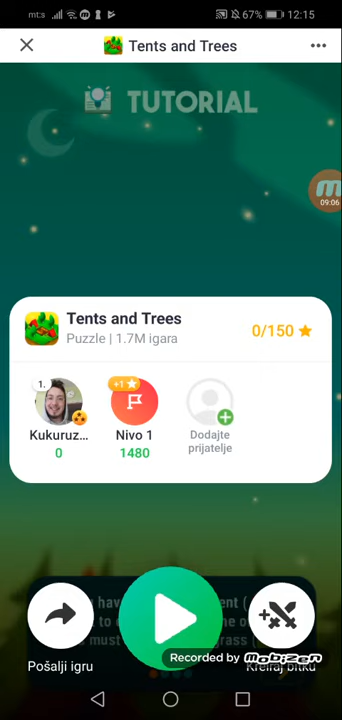 mt:s
67%
12:15
Tents and Trees
TUTORIAL
09:06
Tents and Trees
Puzzle | 1.7M igara
0/150
1.
+1
Kukuruz...
Nivo 1
Dodajte
prijatelje
0
1480
Pošalji igru
Kreiraj bitku
Recorded by MOBIZEN